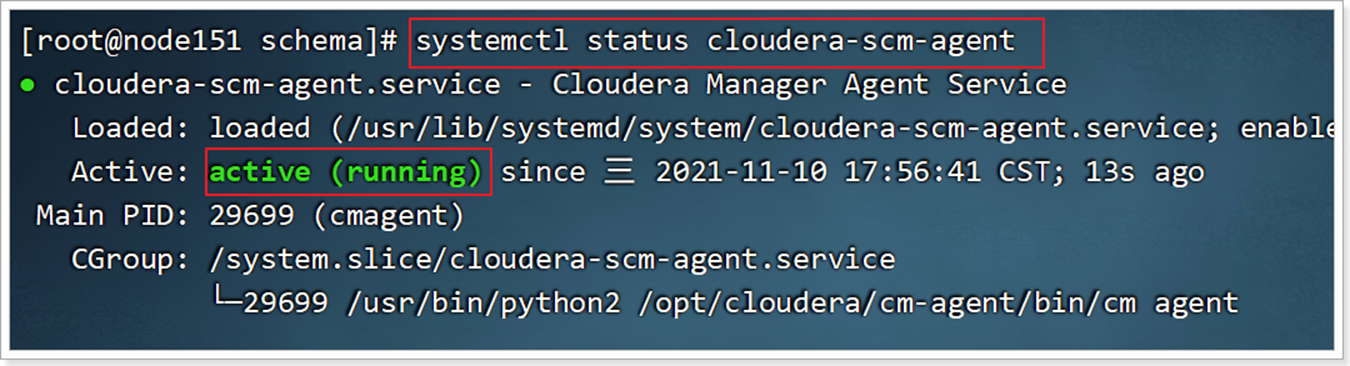 [root@node151 schema]# systemctl status cloudera-scm-agent
● cloudera-scm-agent.service - Cloudera Manager Agent Service
Loaded: loaded (/usr/lib/systemd/system/cloudera-scm-agent.service; enable
Active: active (running) since 三 2021-11-10 17:56:41 CST; 13s ago
Main PID: 29699 (cmagent)
CGroup: /system.slice/cloudera-scm-agent.service
└─29699 /usr/bin/python2 /opt/cloudera/cm-agent/bin/cm agent